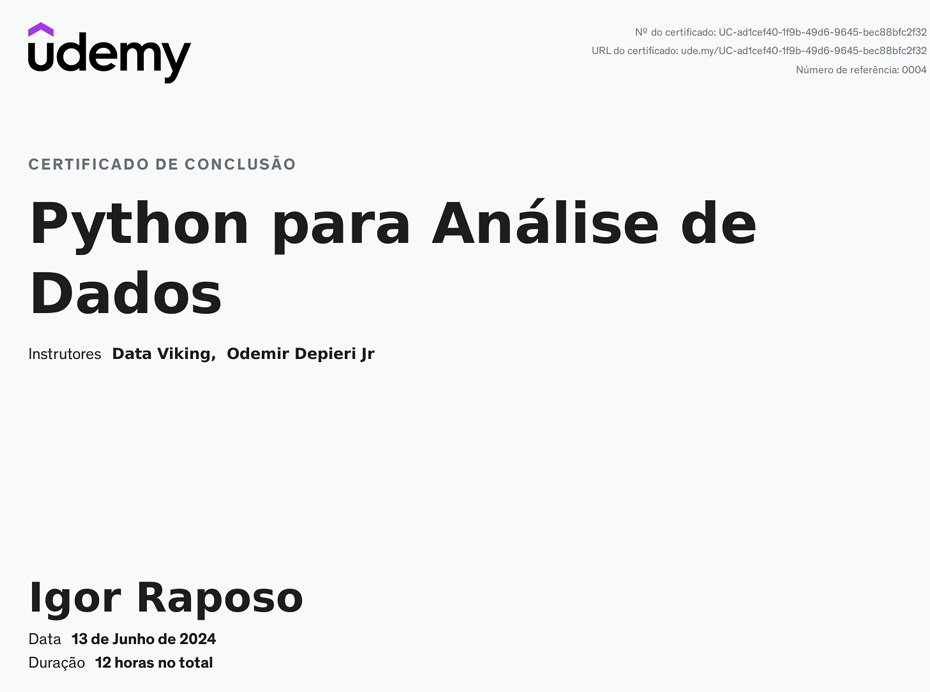 udemy
Nº do certificado: UC-ad1cef40-1f9b-49d6-9645-bec88bfc2f32
URL do certificado: ude.my/UC-ad1cef40-1f9b-49d6-9645-bec88bfc2f32
Número de referência: 0004
CERTIFICADO DE CONCLUSÃO
Python para Análise de
Dados
Instrutores Data Viking, Odemir Depieri Jr
Igor Raposo
Data 13 de Junho de 2024
Duração 12 horas no total